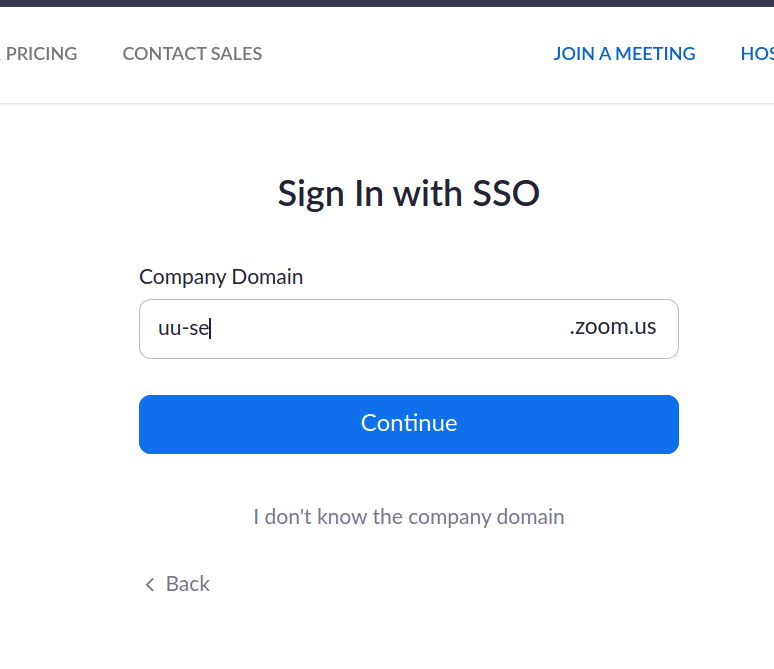 PRICING CONTACT SALES JOIN A MEETING
Sign In with SSO
Company Domain
uu-se .zoom.us
Continue
I don't know the company domain
Back